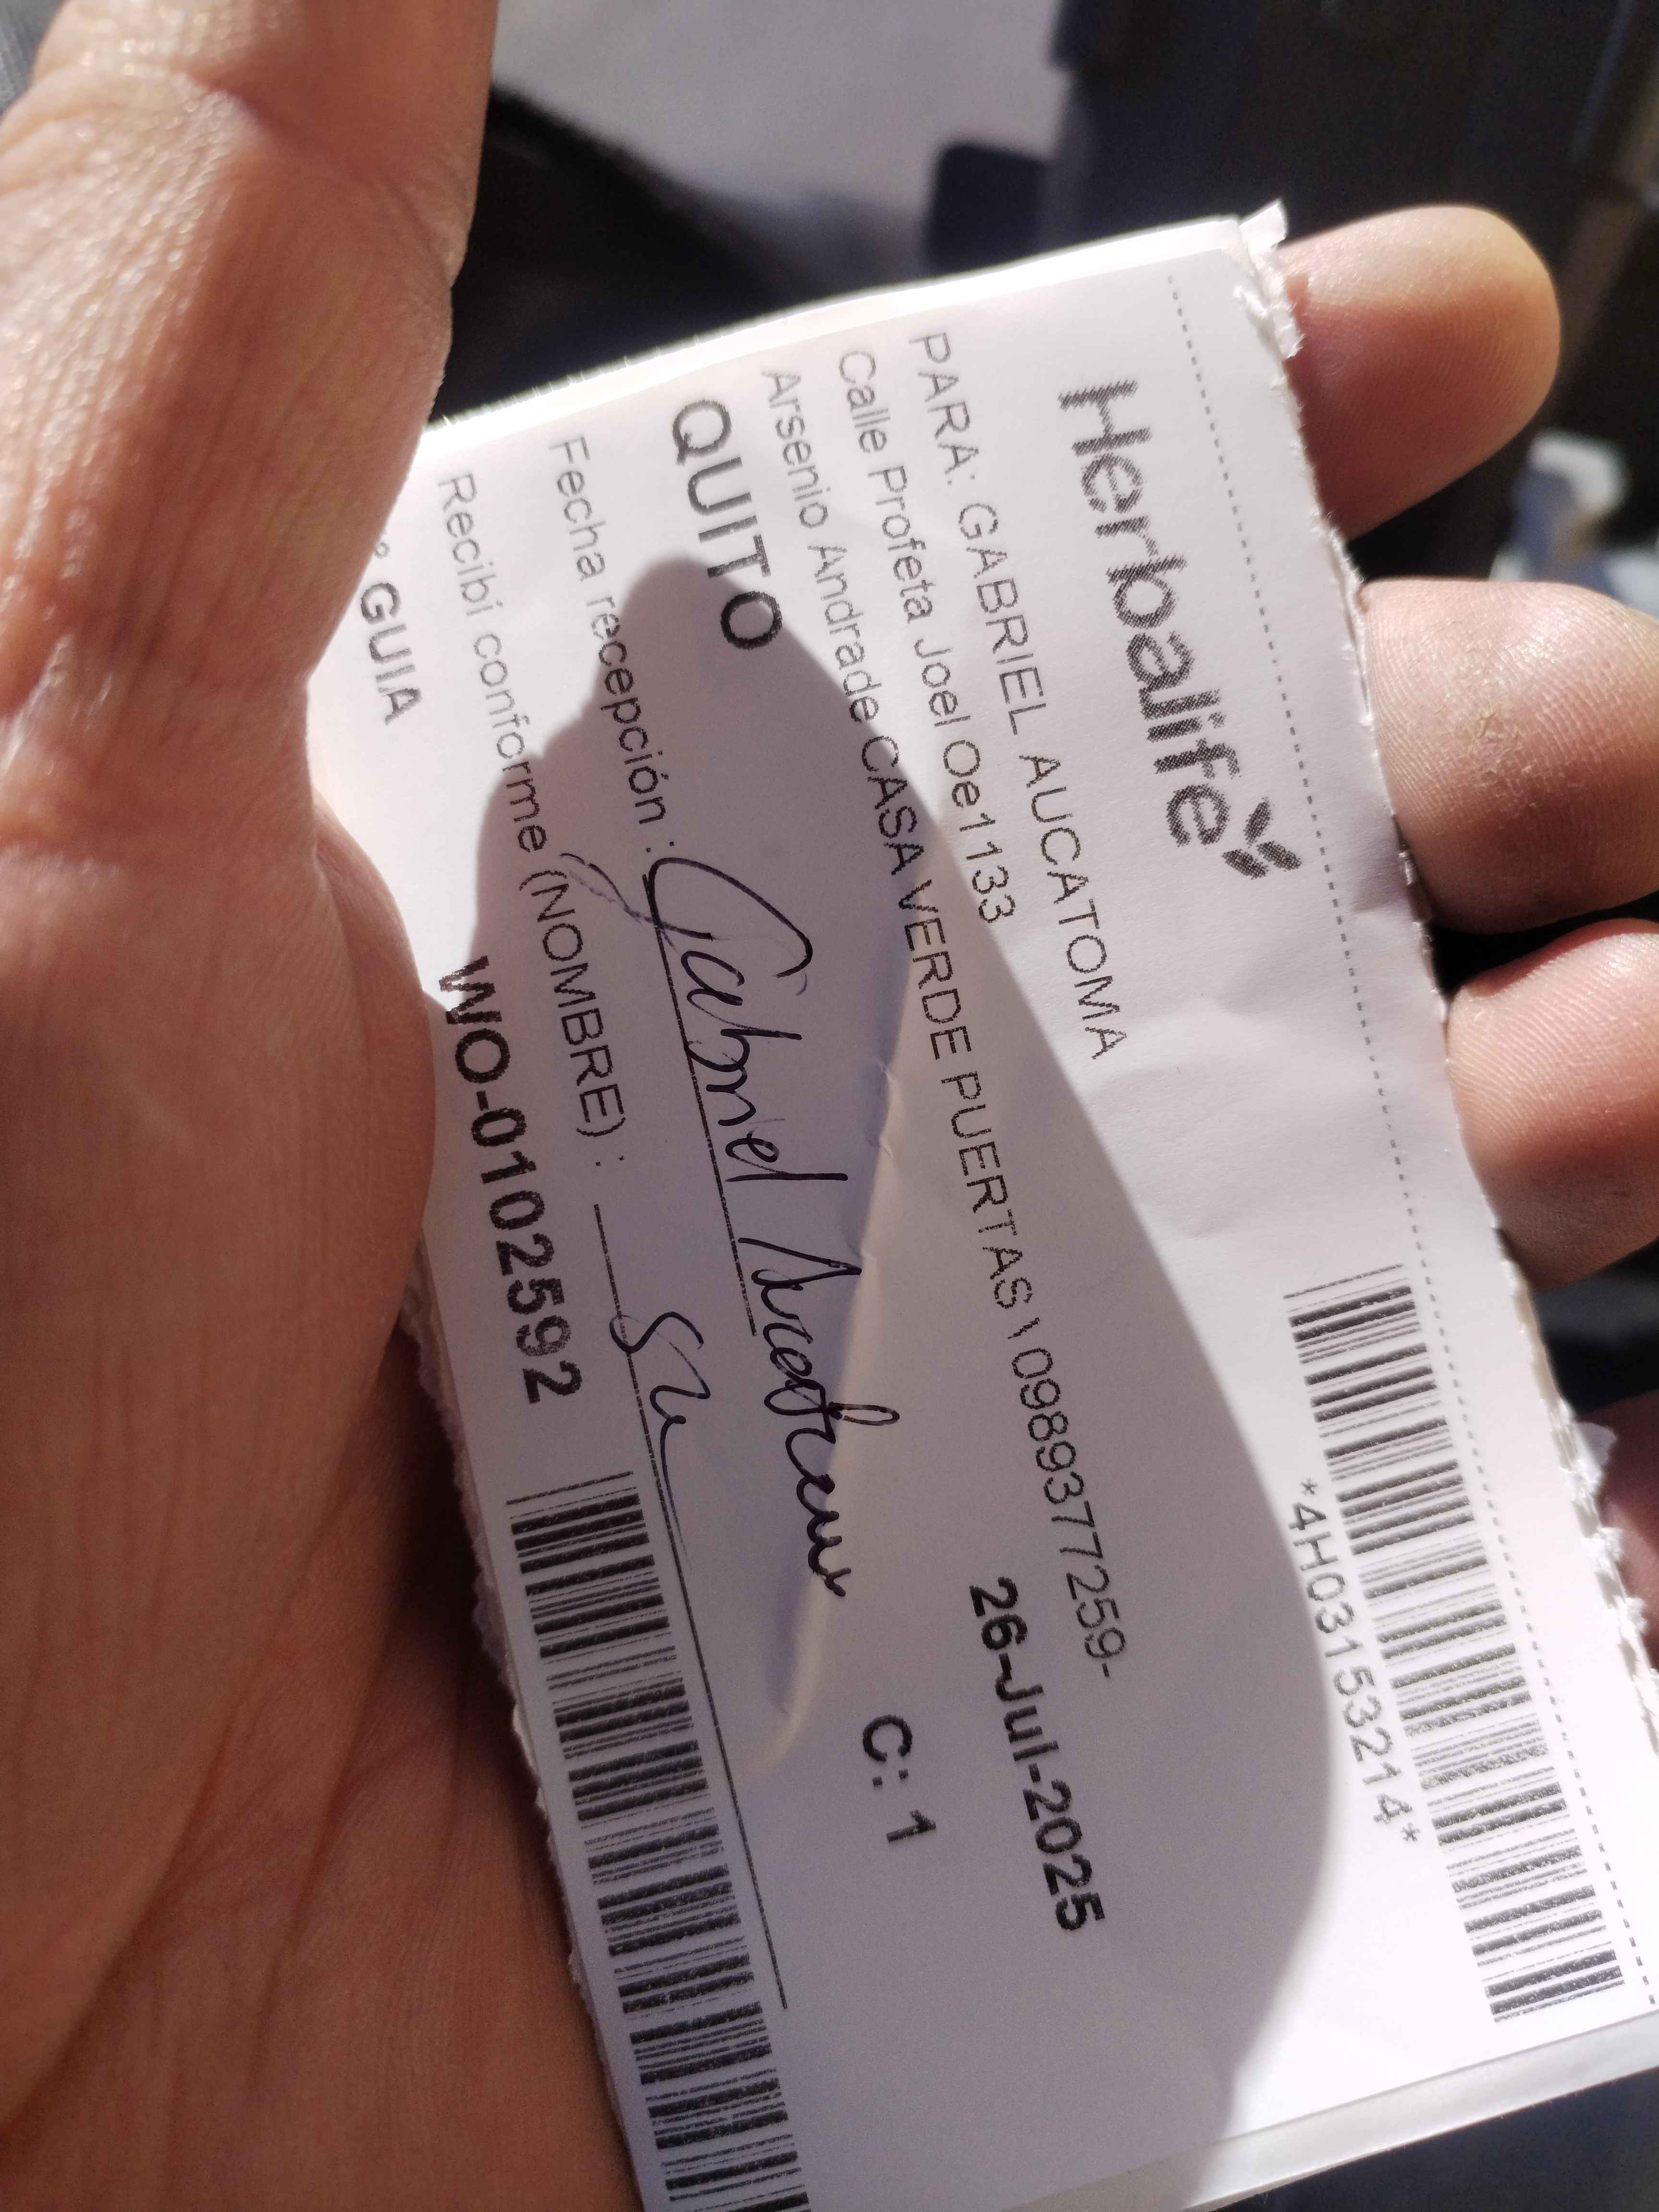 Herbalife
*4H03153214*
PARA: GABRIEL AUCATOMA
Calle Profeta Joel Oe1133
Arsenio Andrade CASA VERDE PUERTAS \ 0989377259-
26-Jul-2025
QUITO
C: 1
Fecha recepción : Gabriel
Recibí conforme (NOMBRE) :
° GUIA WO-0102592